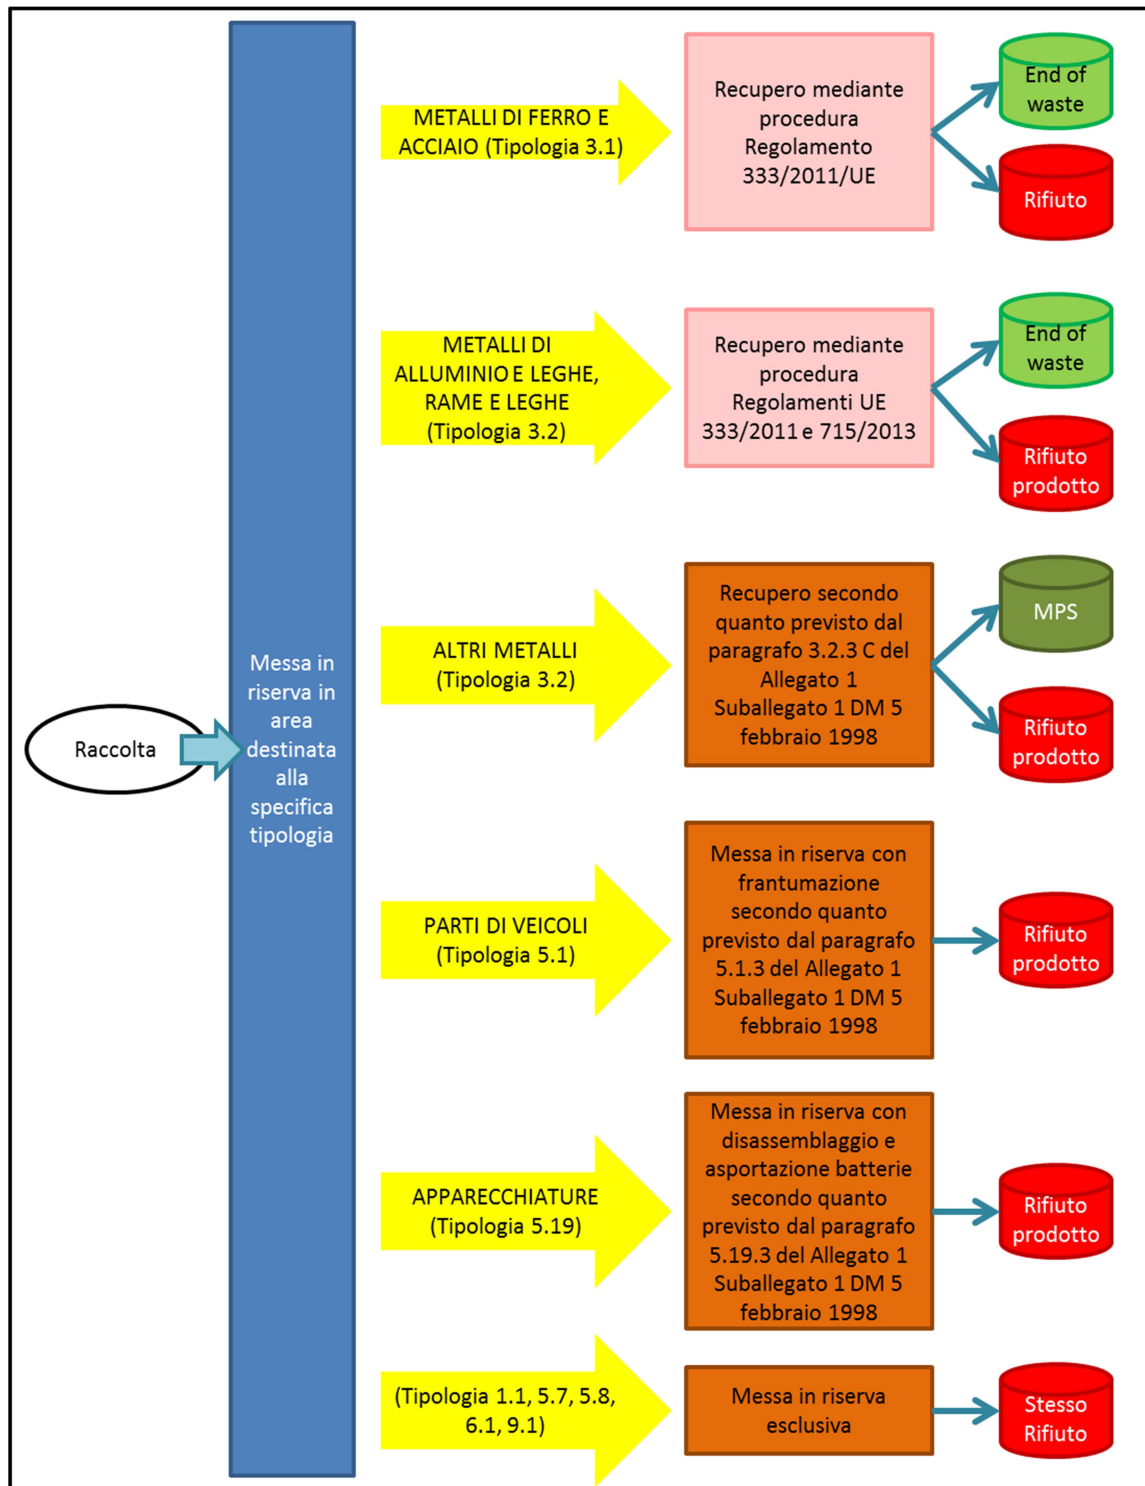 Raccolta
Messa in
riserva in
area
destinata
alla
specifica
tipologia
METALLI DI FERRO E
ACCIAIO (Tipologia 3.1)
Recupero mediante
procedura
Regolamento
333/2011/UE
End of
waste
Rifiuto
METALLI DI
ALLUMINIO E LEGHE,
RAME E LEGHE
(Tipologia 3.2)
Recupero mediante
procedura
Regolamenti UE
333/2011 e 715/2013
End of
waste
Rifiuto
prodotto
ALTRI METALLI
(Tipologia 3.2)
Recupero secondo
quanto previsto dal
paragrafo 3.2.3 C del
Allegato 1
Suballegato 1 DM 5
febbraio 1998
MPS
Rifiuto
prodotto
PARTI DI VEICOLI
(Tipologia 5.1)
Messa in riserva con
frantumazione
secondo quanto
previsto dal paragrafo
5.1.3 del Allegato 1
Suballegato 1 DM 5
febbraio 1998
Rifiuto
prodotto
APPARECCHIATURE
(Tipologia 5.19)
Messa in riserva con
disassemblaggio e
asportazione batterie
secondo quanto
previsto dal paragrafo
5.19.3 del Allegato 1
Suballegato 1 DM 5
febbraio 1998
Rifiuto
prodotto
(Tipologia 1.1, 5.7, 5.8,
6.1, 9.1)
Messa in riserva
esclusiva
Stesso
Rifiuto